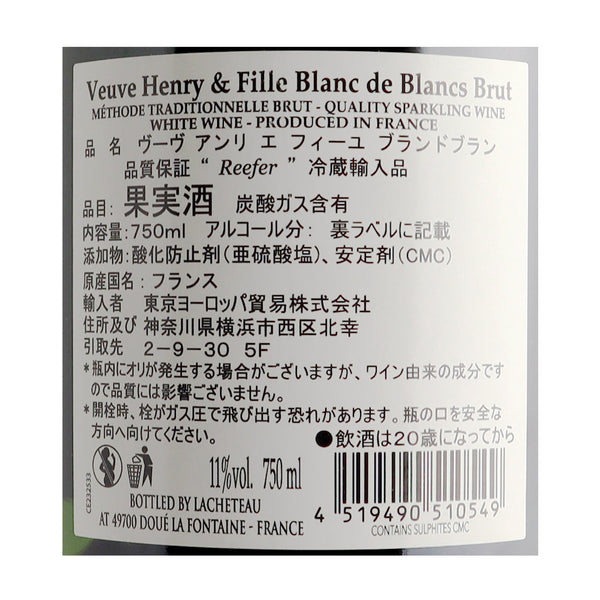 Veuve Henry & Fille Blanc de Blancs Brut
MÉTHODE TRADITIONNELLE BRUT - QUALITY SPARKLING WINE
WHITE WINE - PRODUCED IN FRANCE
品 名 ヴーヴ アンリ エ フィーユ ブランドブラン
品質保証 “ Reefer ” 冷蔵輸入品
品目: 果実酒 炭酸ガス含有
内容量:750ml アルコール分: 裏ラベルに記載
添加物:酸化防止剤(亜硫酸塩)、安定剤(CMC)
原産国名:フランス
輸入者 東京ヨーロッパ貿易株式会社
住所及び 神奈川県横浜市西区北幸
引取先 2-9-30 5F
*瓶内にオリが発生する場合がございますが、ワイン由来の成分です
ので品質には影響ございません。
*開栓時、栓がガス圧で飛び出す恐れがあります。瓶の口を安全な
方向へ向けてください。
●飲酒は20歳になってから
CE232533
11%vol. 750 ml
BOTTLED BY LACHETEAU
AT 49700 DOUÉ LA FONTAINE - FRANCE
4 519490 510549
CONTAINS SULPHITES CMC